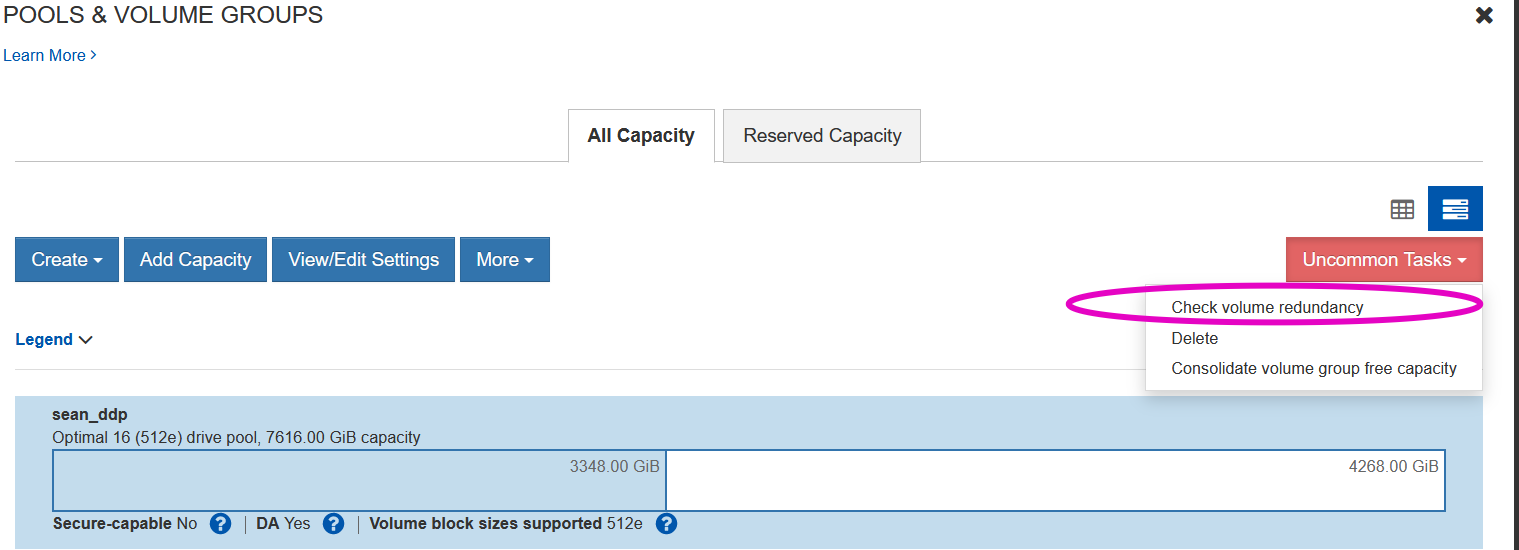 POOLS & VOLUME GROUPS
Learn More
All Capacity
Reserved Capacity
Create
Add Capacity
View/Edit Settings
More
Uncommon Tasks
Check volume redundancy
Delete
Consolidate volume group free capacity
Legend
sean_ddp
Optimal 16 (512e) drive pool, 7616.00 GiB capacity
3348.00 GiB
4268.00 GiB
Secure-capable No ? | DA Yes ? | Volume block sizes supported 512e ?